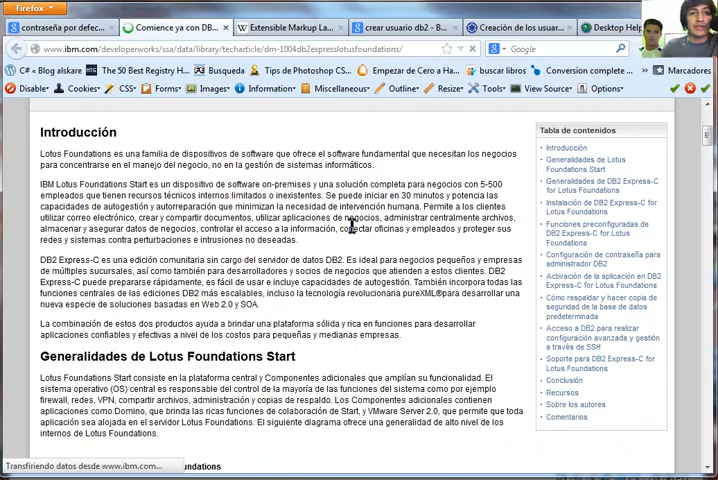 Firefox
contraseña por defec...
Comience ya con DB...
Extensible Markup La...
crear usuario db2 - B...
Creación de los usuar...
Desktop Help
www.ibm.com/developerworks/ssa/data/library/techarticle/dm-1004db2expresslotusfoundations/
Google
C# « Blog alskare
The 50 Best Registry H...
Busqueda
Tips de Photoshop CS...
Empezar de Cero a Ha...
buscar libros
Conversion complete ...
Marcadores
Disable
Cookies
CSS
Forms
Images
Information
Miscellaneous
Outline
Resize
Tools
View Source
Options
Introducción
Lotus Foundations es una familia de dispositivos de software que ofrece el software fundamental que necesitan los negocios
para concentrarse en el manejo del negocio, no en la gestión de sistemas informáticos.
IBM Lotus Foundations Start es un dispositivo de software on-premises y una solución completa para negocios con 5-500
empleados que tienen recursos técnicos internos limitados o inexistentes. Se puede iniciar en 30 minutos y potencia las
capacidades de autogestión y autorreparación que minimizan la necesidad de intervención humana. Permite a los clientes
utilizar correo electrónico, crear y compartir documentos, utilizar aplicaciones de negocios, administrar centralmente archivos,
almacenar y asegurar datos de negocios, controlar el acceso a la información, conectar oficinas y empleados y proteger sus
redes y sistemas contra perturbaciones e intrusiones no deseadas.
DB2 Express-C es una edición comunitaria sin cargo del servidor de datos DB2. Es ideal para negocios pequeños y empresas
de múltiples sucursales, así como también para desarrolladores y socios de negocios que atienden a estos clientes. DB2
Express-C puede prepararse rápidamente, es fácil de usar e incluye capacidades de autogestión. También incorpora todas las
funciones centrales de las ediciones DB2 más escalables, incluso la tecnología revolucionaria pureXML®para desarrollar una
nueva especie de soluciones basadas en Web 2.0 y SOA.
La combinación de estos dos productos ayuda a brindar una plataforma sólida y rica en funciones para desarrollar
aplicaciones confiables y efectivas a nivel de los costos para pequeñas y medianas empresas.
Generalidades de Lotus Foundations Start
Lotus Foundations Start consiste en la plataforma central y Componentes adicionales que amplían su funcionalidad. El
sistema operativo (OS) central es responsable del control de la mayoría de las funciones del sistema como por ejemplo
firewall, redes, VPN, compartir archivos, administración y copias de respaldo. Los Componentes adicionales contienen
aplicaciones como Domino, que brinda las ricas funciones de colaboración de Start, y VMware Server 2.0, que permite que toda
aplicación sea alojada en el servidor Lotus Foundations. El siguiente diagrama ofrece una generalidad de alto nivel de los
internos de Lotus Foundations.
Transfiriendo datos desde www.ibm.com...
undations
Tabla de contenidos
Introducción
Generalidades de Lotus
Foundations Start
Generalidades de DB2 Express-C
for Lotus Foundations
Instalación de DB2 Express-C for
Lotus Foundations
Funciones preconfiguradas de
DB2 Express-C for Lotus
Foundations
Configuración de contraseña para
administrador DB2
Activación de la aplicación en DB2
Express-C for Lotus Foundations
Cómo respaldar y hacer copia de
seguridad de la base de datos
predeterminada
Acceso a DB2 para realizar
configuración avanzada y gestión
a través de SSH
Soporte para DB2 Express-C for
Lotus Foundations
Conclusión
Recursos
Sobre los autores
Comentarios